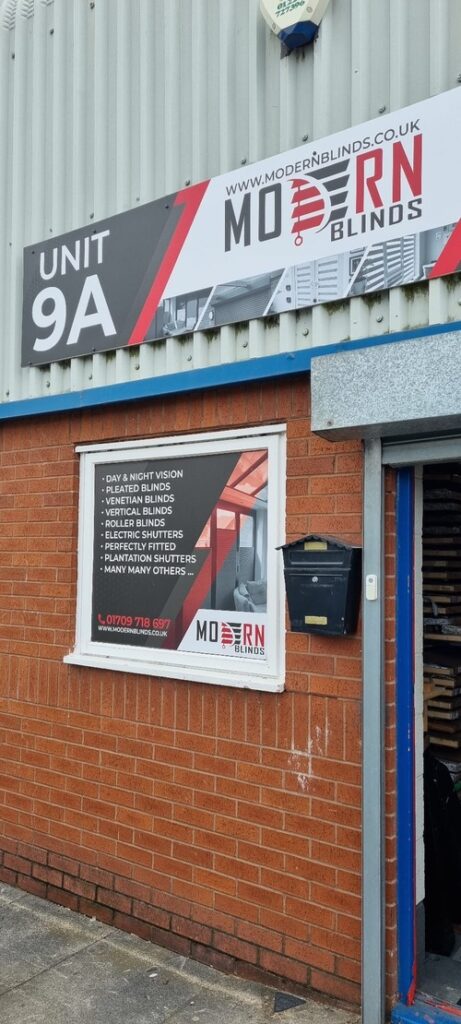 727396
WWW.MODERNBLINDS.CO.UK
UNIT
9A
MODERN
BLINDS
• DAY & NIGHT VISION
• PLEATED BLINDS
• VENETIAN BLINDS
• VERTICAL BLINDS
• ROLLER BLINDS
• ELECTRIC SHUTTERS
• PERFECTLY FITTED
• PLANTATION SHUTTERS
• MANY MANY OTHERS ...
01709 718 697
WWW.MODERNBLINDS.CO.UK
MODERN
BLINDS